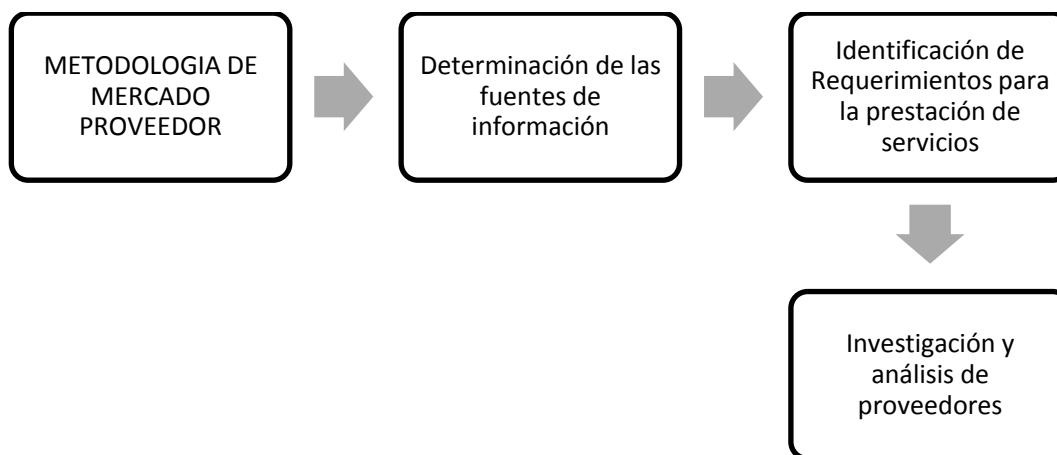 METODOLOGIA DE
MERCADO
PROVEEDOR
Determinación de las
fuentes de
información
Identificación de
Requerimientos para
la prestación de
servicios
Investigación y
análisis de
proveedores